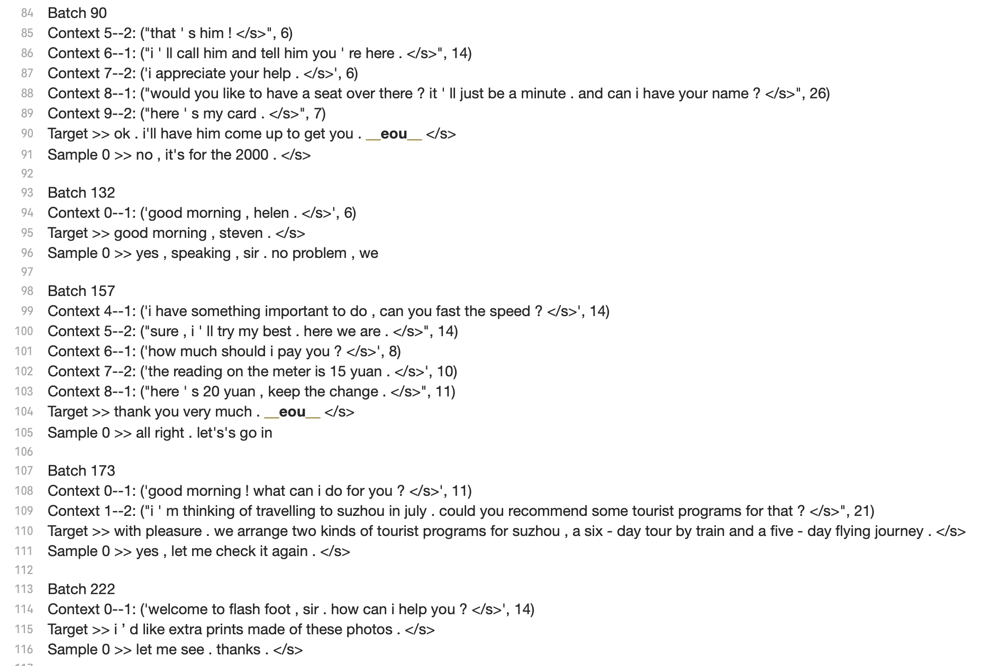 84 Batch 90
85 Context 5--2: ("that ' s him ! </s>", 6)
86 Context 6--1: ("i ' ll call him and tell him you ' re here . </s>", 14)
87 Context 7--2: ('i appreciate your help . </s>', 6)
88 Context 8--1: ("would you like to have a seat over there ? it ' ll just be a minute . and can i have your name ? </s>", 26)
89 Context 9--2: ("here ' s my card . </s>", 7)
90 Target >> ok . i'll have him come up to get you . __eou__ </s>
91 Sample 0 >> no , it's for the 2000 . </s>
92
93 Batch 132
94 Context 0--1: ('good morning , helen . </s>', 6)
95 Target >> good morning , steven . </s>
96 Sample 0 >> yes , speaking , sir . no problem , we
97
98 Batch 157
99 Context 4--1: ('i have something important to do , can you fast the speed ? </s>', 14)
100 Context 5--2: ("sure , i ' ll try my best . here we are . </s>", 14)
101 Context 6--1: ('how much should i pay you ? </s>', 8)
102 Context 7--2: ('the reading on the meter is 15 yuan . </s>', 10)
103 Context 8--1: ("here ' s 20 yuan , keep the change . </s>", 11)
104 Target >> thank you very much . __eou__ </s>
105 Sample 0 >> all right . let's's go in
106
107 Batch 173
108 Context 0--1: ('good morning ! what can i do for you ? </s>', 11)
109 Context 1--2: ("i ' m thinking of travelling to suzhou in july . could you recommend some tourist programs for that ? </s>", 21)
110 Target >> with pleasure . we arrange two kinds of tourist programs for suzhou , a six - day tour by train and a five - day flying journey . </s>
111 Sample 0 >> yes , let me check it again . </s>
112
113 Batch 222
114 Context 0--1: ('welcome to flash foot , sir . how can i help you ? </s>', 14)
115 Target >> i ’ d like extra prints made of these photos . </s>
116 Sample 0 >> let me see . thanks . </s>